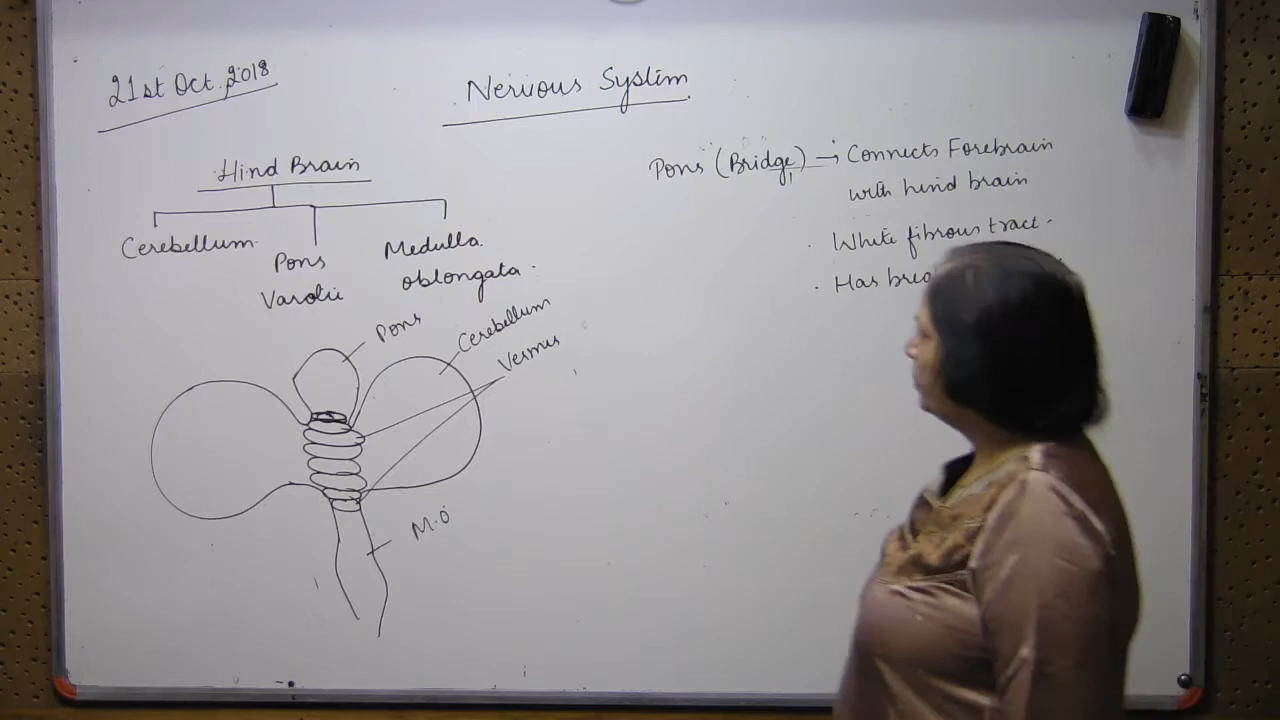 21st Oct, 2018
Nervous System
Hind Brain
Cerebellum
Pons
Varolii
Medulla
oblongata.
Pons
Cerebellum
Vermis
M.O
Pons (Bridge) → Connects Forebrain
with hind brain
. White fibrous tract.
. Has